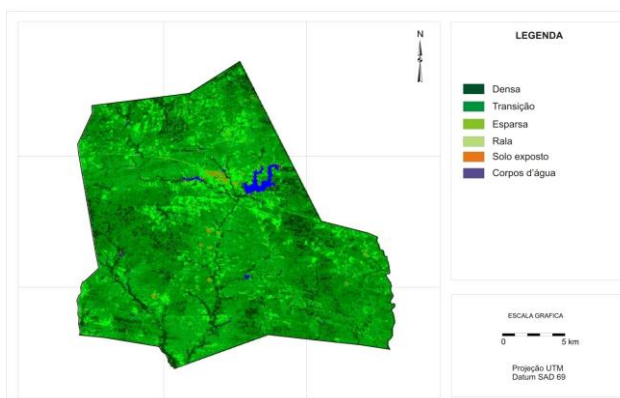 N
LEGENDA
Densa
Transição
Esparsa
Rala
Solo exposto
Corpos d'água
ESCALA GRAFICA
0 5 km
Projeção UTM
Datum SAD 69